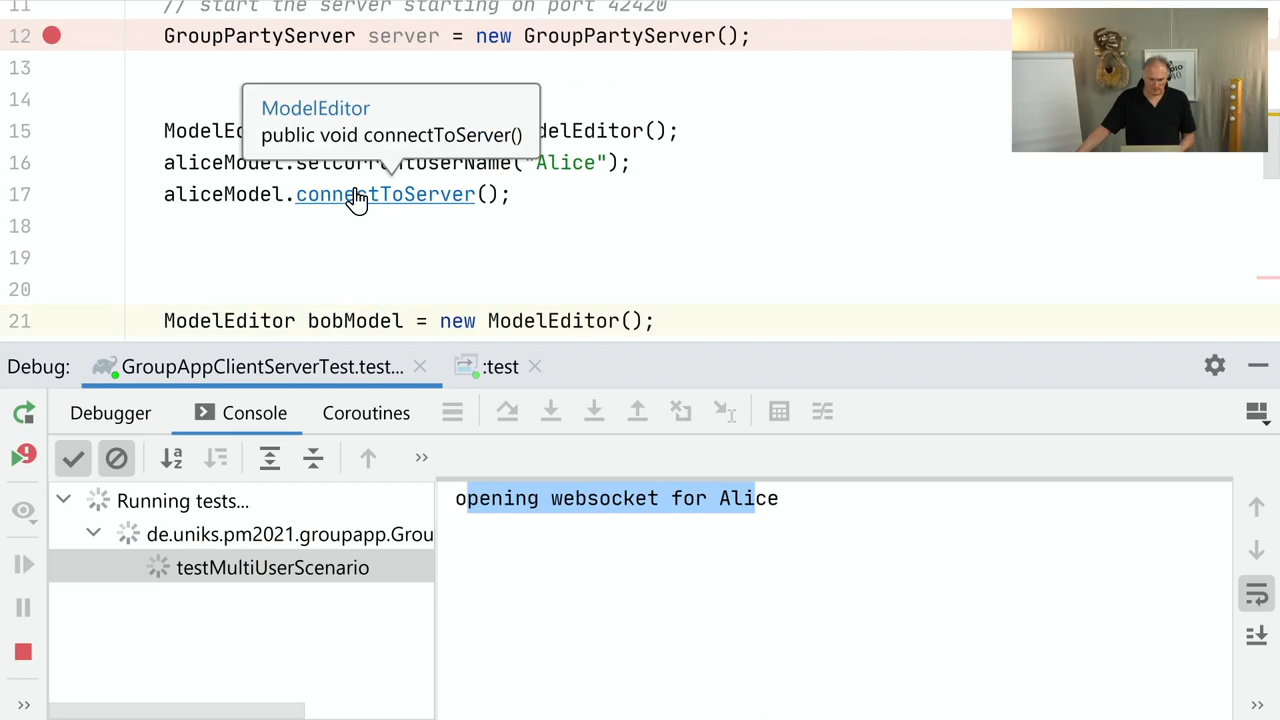 11 // start the server starting on port 42420
12 GroupPartyServer server = new GroupPartyServer();
13
14
ModelEditor
public void connectToServer()
15 ModelEd delEditor();
16 aliceModel.setCurrentUserName("Alice");
17 aliceModel.connectToServer();
18
19
20
21 ModelEditor bobModel = new ModelEditor();
Debug: GroupAppClientServerTest.test... :test
Debugger Console Coroutines
Running tests...
de.uniks.pm2021.groupapp.Grou
testMultiUserScenario
opening websocket for Alice